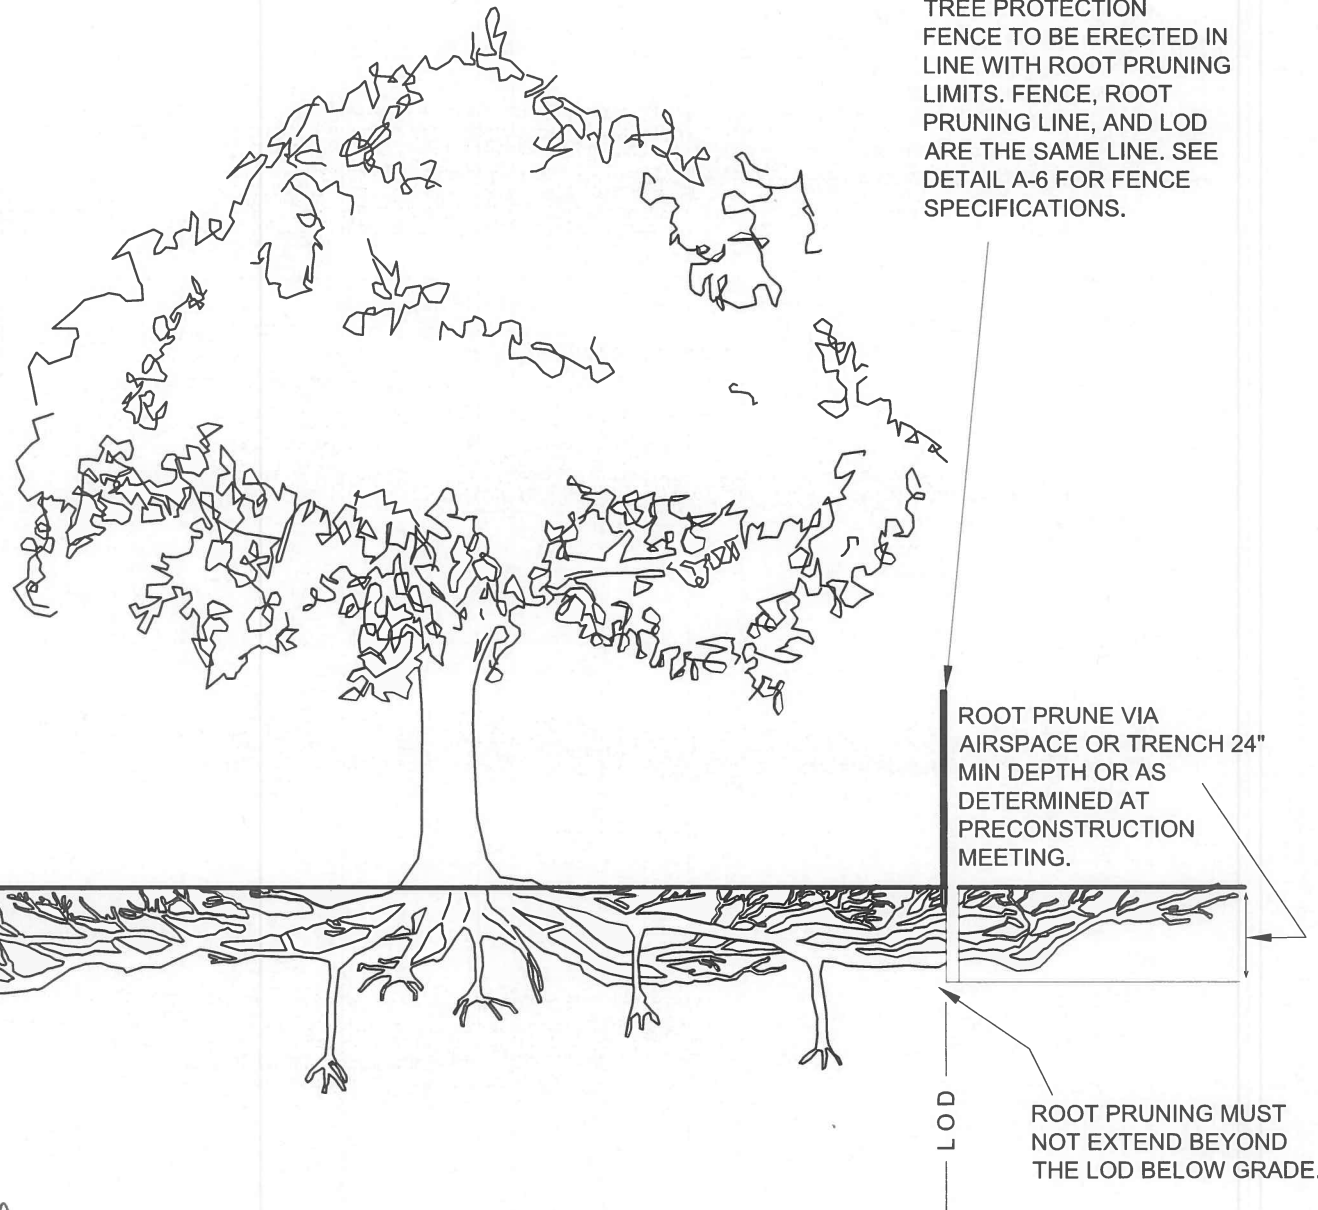 TREE PROTECTION
FENCE TO BE ERECTED IN
LINE WITH ROOT PRUNING
LIMITS. FENCE, ROOT
PRUNING LINE, AND LOD
ARE THE SAME LINE. SEE
DETAIL A-6 FOR FENCE
SPECIFICATIONS.
ROOT PRUNE VIA
AIRSPACE OR TRENCH 24"
MIN DEPTH OR AS
DETERMINED AT
PRECONSTRUCTION
MEETING.
LOD
ROOT PRUNING MUST
NOT EXTEND BEYOND
THE LOD BELOW GRADE.